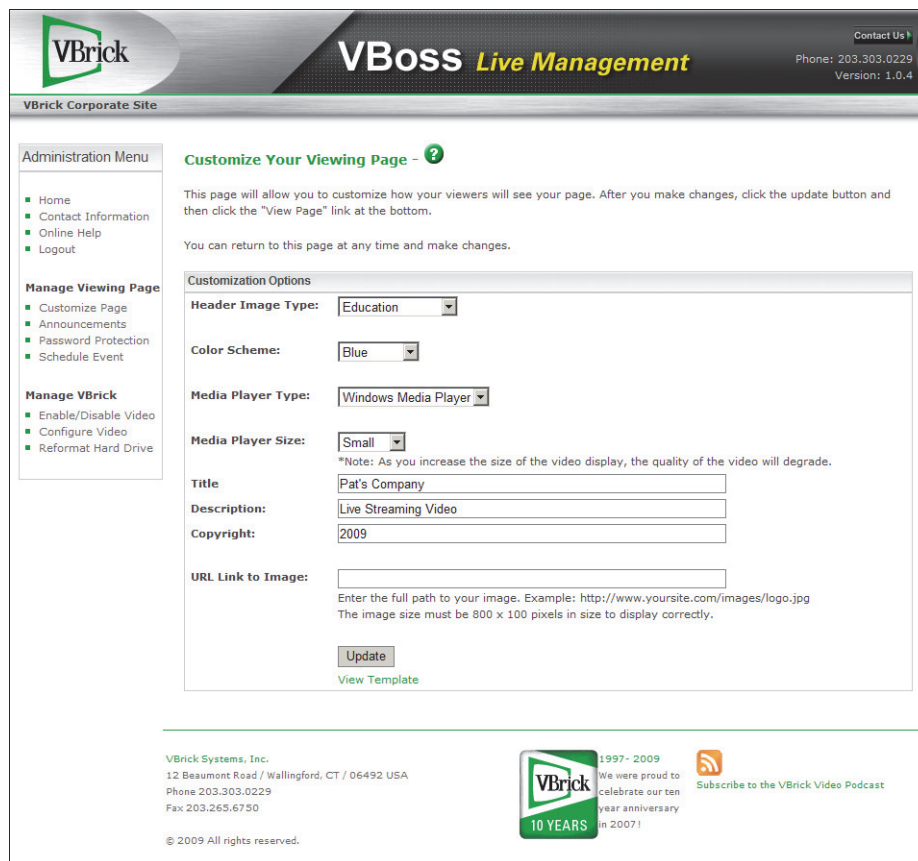 VBrick
VBoss Live Management
Contact Us
Phone: 203.303.0229
Version: 1.0.4
VBrick Corporate Site
Administration Menu
Home
Contact Information
Online Help
Logout
Manage Viewing Page
Customize Page
Announcements
Password Protection
Schedule Event
Manage VBrick
Enable/Disable Video
Configure Video
Reformat Hard Drive
Customize Your Viewing Page - ?
This page will allow you to customize how your viewers will see your page. After you make changes, click the update button and
then click the "View Page" link at the bottom.
You can return to this page at any time and make changes.
Customization Options
Header Image Type: Education
Color Scheme: Blue
Media Player Type: Windows Media Player
Media Player Size: Small
*Note: As you increase the size of the video display, the quality of the video will degrade.
Title Pat's Company
Description: Live Streaming Video
Copyright: 2009
URL Link to Image:
Enter the full path to your image. Example: http://www.yoursite.com/images/logo.jpg
The image size must be 800 x 100 pixels in size to display correctly.
Update
View Template
VBrick Systems, Inc.
12 Beaumont Road / Wallingford, CT / 06492 USA
Phone 203.303.0229
Fax 203.265.6750
© 2009 All rights reserved.
VBrick
10 YEARS
1997- 2009
We were proud to
celebrate our ten
year anniversary
in 2007!
Subscribe to the VBrick Video Podcast